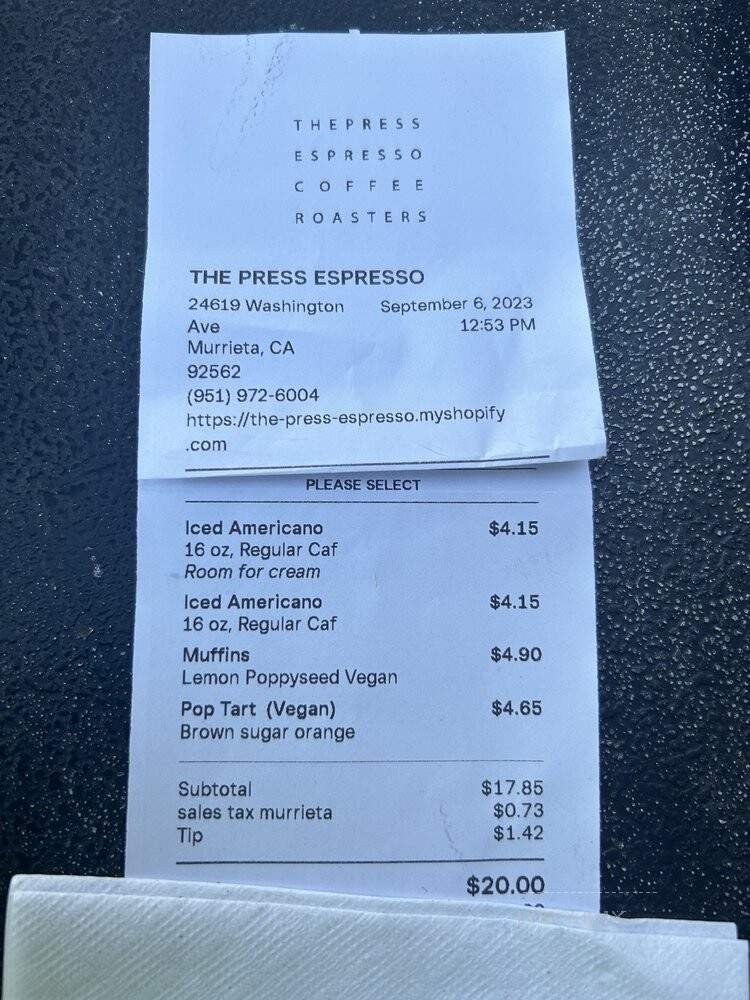 THEPRESS
ESPRESSO
COFFEE
ROASTERS
THE PRESS ESPRESSO
24619 Washington September 6, 2023
Ave 12:53 PM
Murrieta, CA
92562
(951) 972-6004
https://the-press-espresso.myshopify
.com
PLEASE SELECT
Iced Americano $4.15
16 oz, Regular Caf
Room for cream
Iced Americano $4.15
16 oz, Regular Caf
Muffins $4.90
Lemon Poppyseed Vegan
Pop Tart (Vegan) $4.65
Brown sugar orange
Subtotal $17.85
sales tax murrieta $0.73
Tip $1.42
$20.00